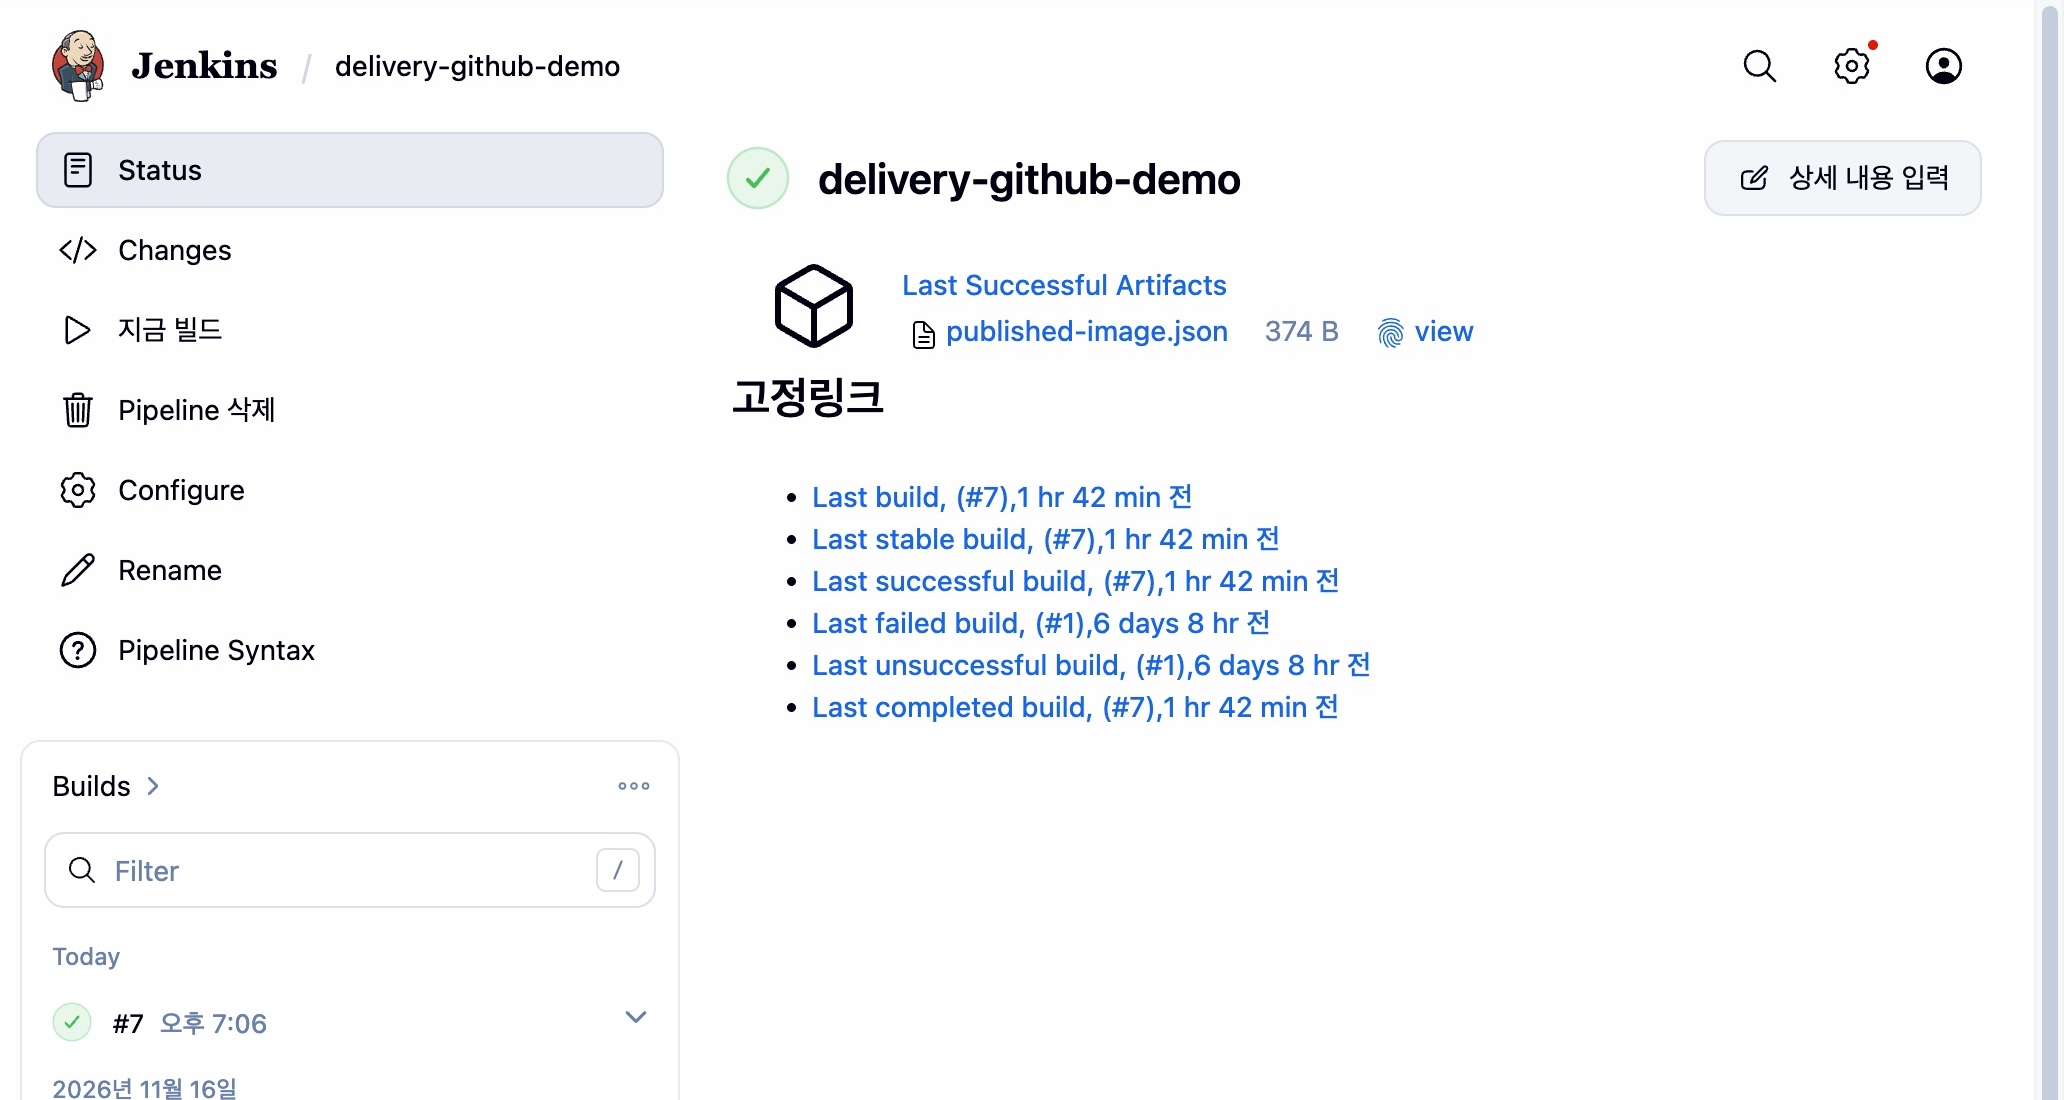 Jenkins / delivery-github-demo
Status
Changes
지금 빌드
Pipeline 삭제
Configure
Rename
Pipeline Syntax
Builds
Filter /
Today
#7 오후 7:06
2026년 11월 16일
delivery-github-demo
상세 내용 입력
Last Successful Artifacts
published-image.json 374 B view
고정링크
Last build, (#7),1 hr 42 min 전
Last stable build, (#7),1 hr 42 min 전
Last successful build, (#7),1 hr 42 min 전
Last failed build, (#1),6 days 8 hr 전
Last unsuccessful build, (#1),6 days 8 hr 전
Last completed build, (#7),1 hr 42 min 전